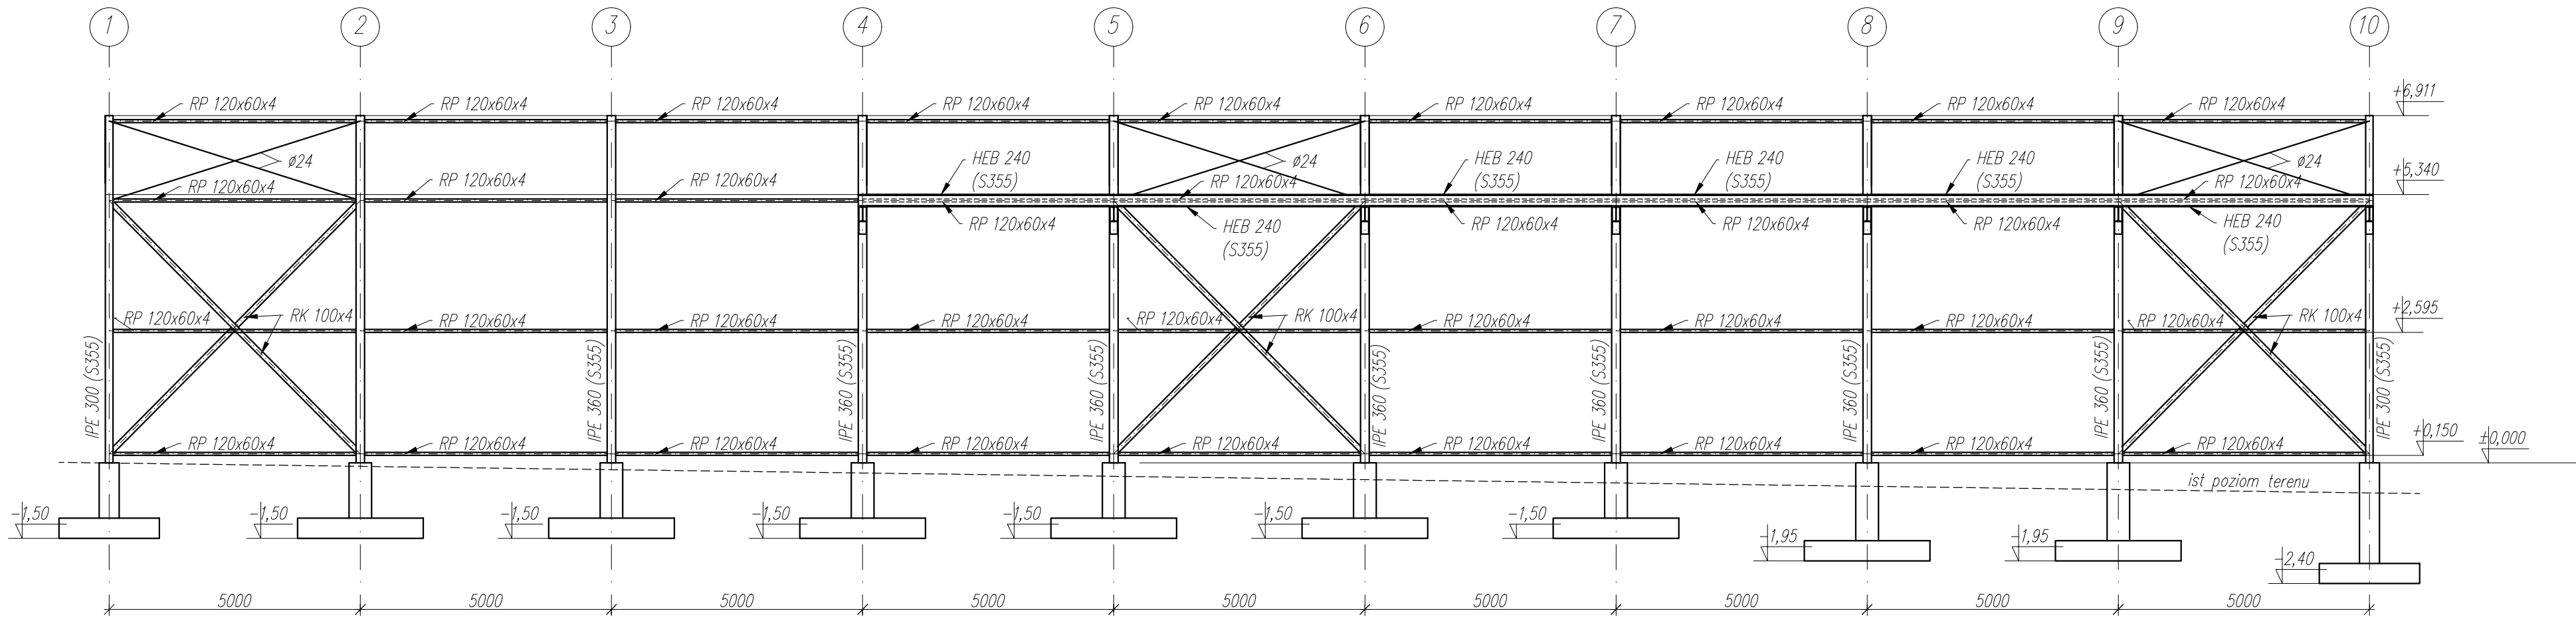 1 2 3 4 5 6 7 8 9 10
RP 120x60x4 RP 120x60x4 RP 120x60x4 RP 120x60x4 RP 120x60x4 RP 120x60x4 RP 120x60x4 RP 120x60x4 RP 120x60x4 +6,911
ø24 ø24 ø24
HEB 240 HEB 240 HEB 240 HEB 240
(S355) (S355) (S355) (S355)
RP 120x60x4 RP 120x60x4 RP 120x60x4 RP 120x60x4 RP 120x60x4 +5,340
RP 120x60x4 RP 120x60x4 RP 120x60x4 RP 120x60x4
HEB 240 HEB 240
(S355) (S355)
RP 120x60x4 RP 120x60x4 RP 120x60x4 RP 120x60x4 RP 120x60x4 RP 120x60x4 RP 120x60x4 RP 120x60x4 RP 120x60x4 +2,595
RK 100x4 RK 100x4 RK 100x4
IPE 300 (S355) IPE 360 (S355) IPE 360 (S355) IPE 360 (S355) IPE 360 (S355) IPE 360 (S355) IPE 360 (S355) IPE 360 (S355) IPE 300 (S355)
RP 120x60x4 RP 120x60x4 RP 120x60x4 RP 120x60x4 RP 120x60x4 RP 120x60x4 RP 120x60x4 RP 120x60x4 RP 120x60x4 +0,150 ±0,000
ist poziom terenu
-1,50 -1,50 -1,50 -1,50 -1,50 -1,50 -1,50
-1,95 -1,95
-2,40
5000 5000 5000 5000 5000 5000 5000 5000 5000